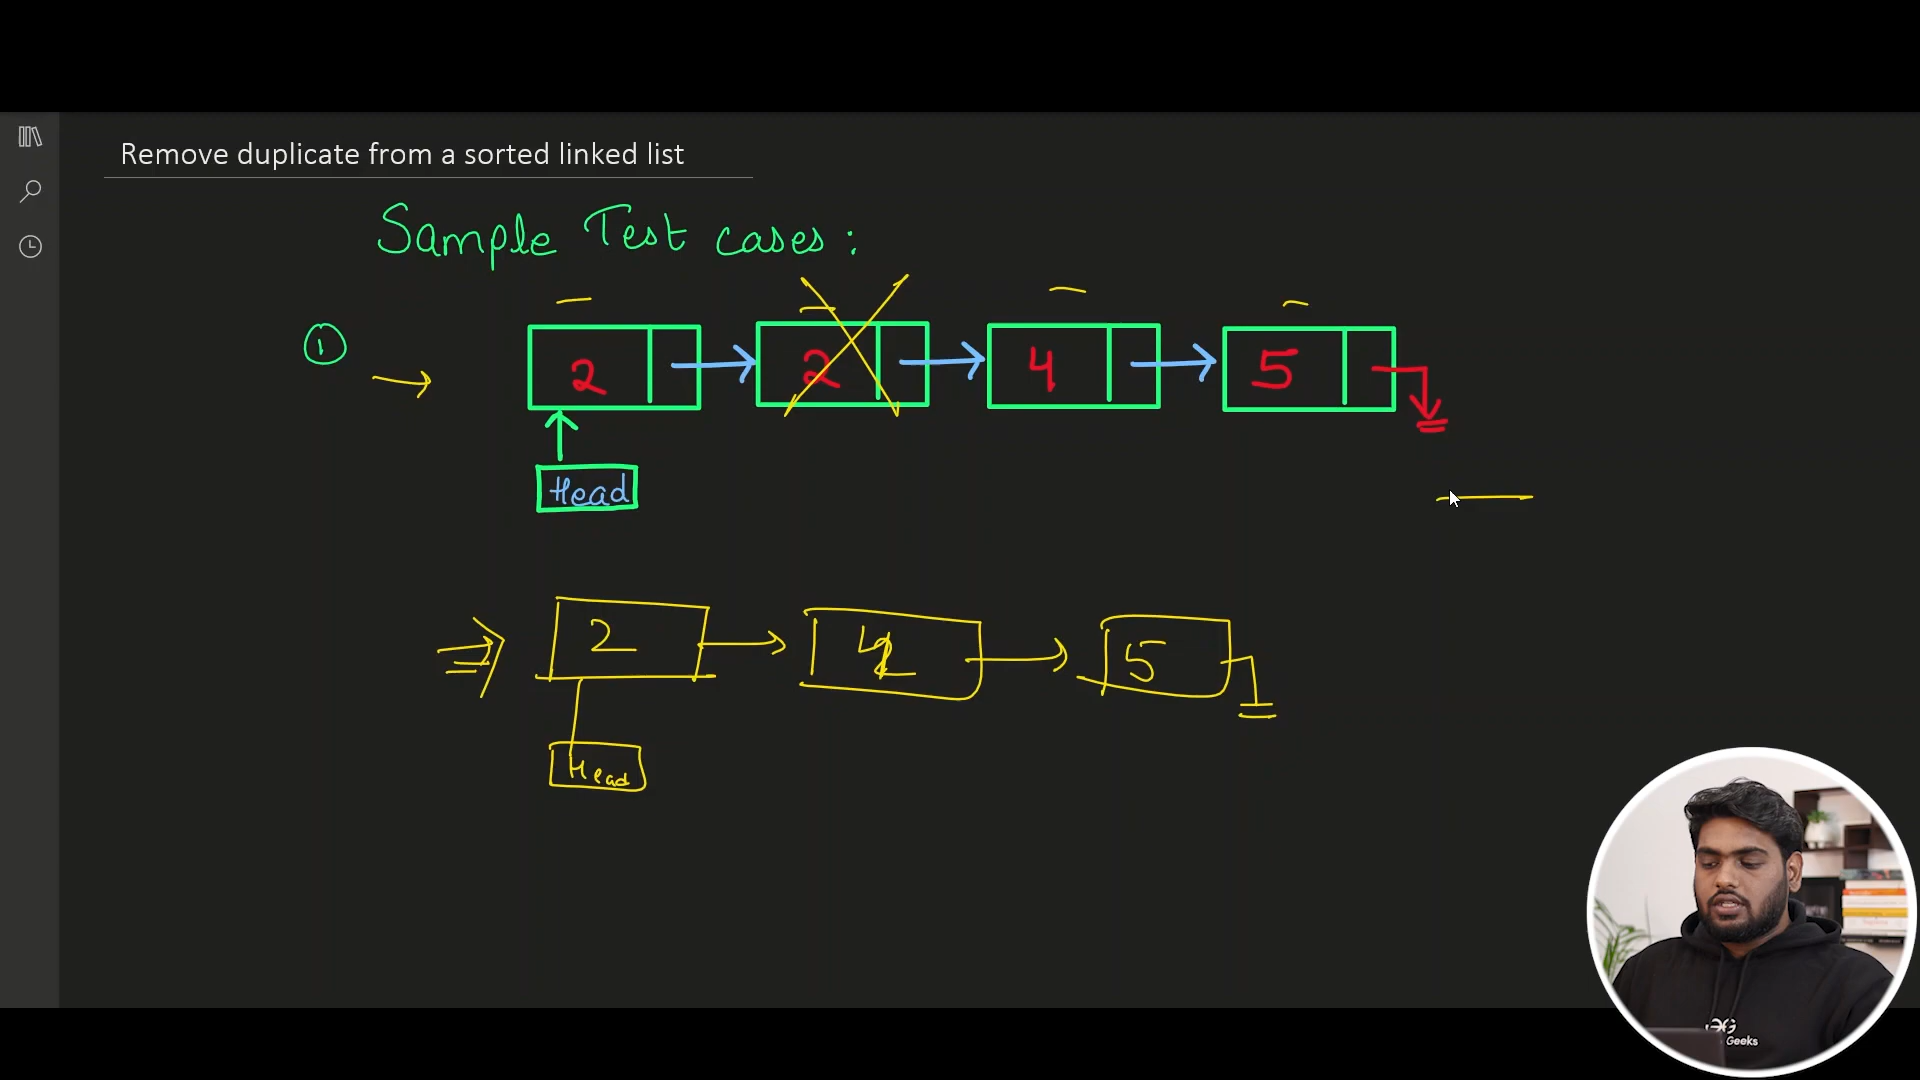 Remove duplicate from a sorted linked list
Sample Test cases:
1
2 2 4 5
Head
2 4 5
Head
Geeks